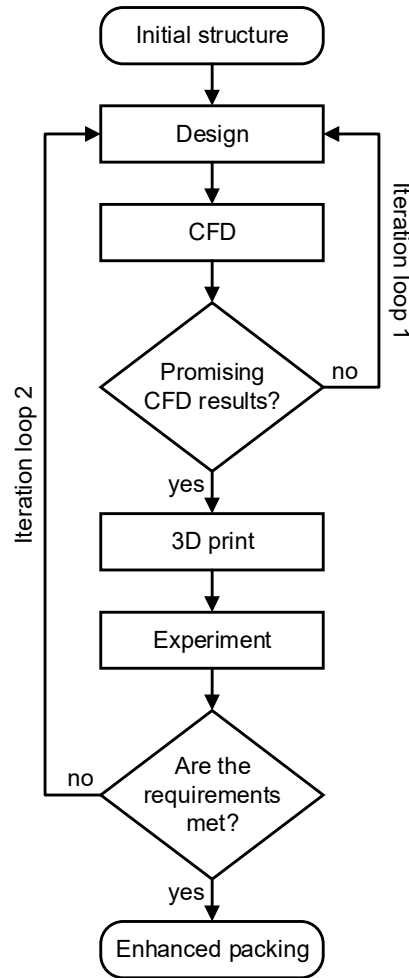 Initial structure
Design
CFD
Iteration loop 1
Promising
CFD results?
no
yes
Iteration loop 2
3D print
Experiment
Are the
requirements
met?
no
yes
Enhanced packing